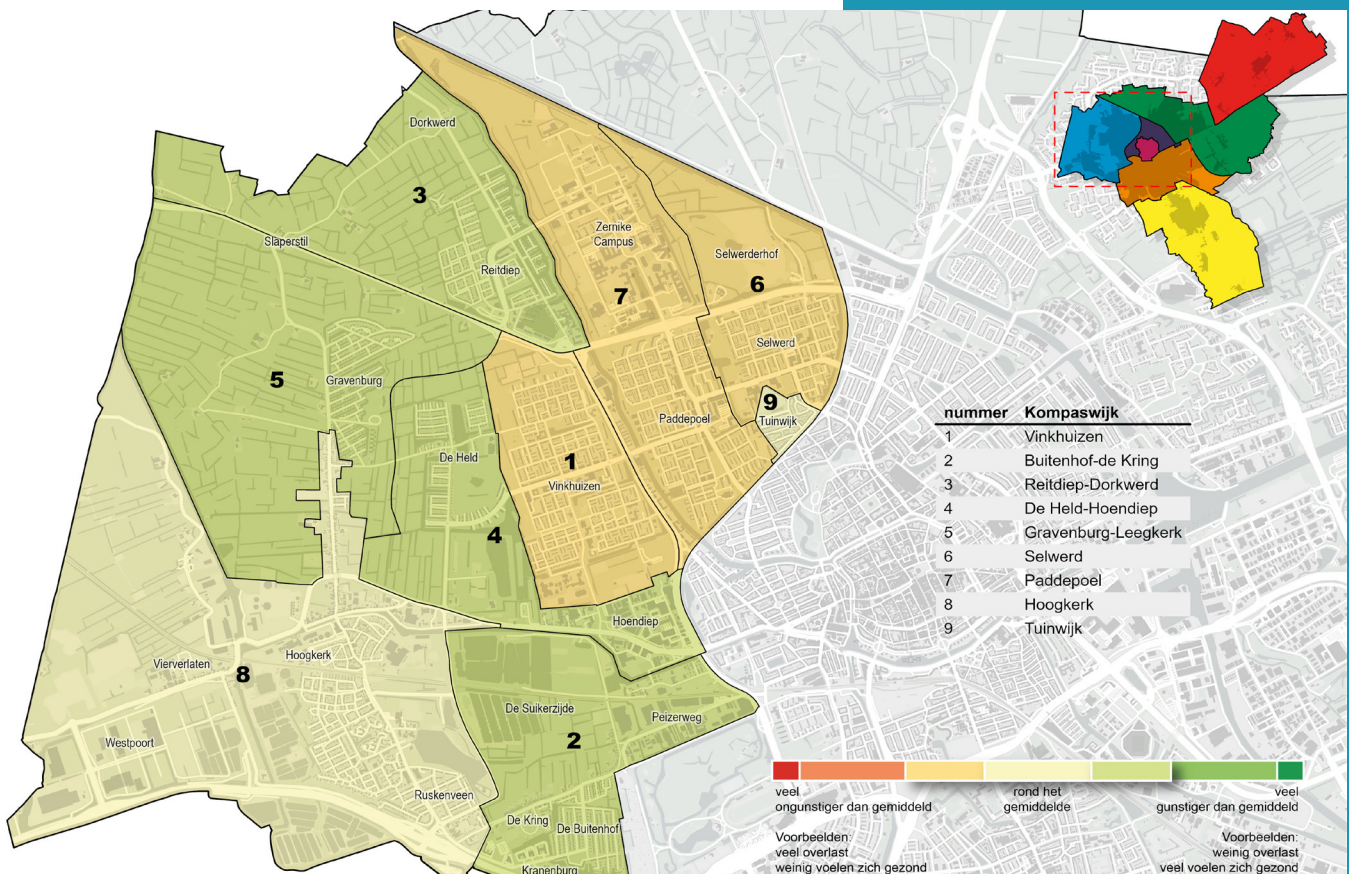 Dorkwerd
3
Slaperstil
Zernike
Campus
Selwerderhof
6
Reitdiep
7
Selwerd
5
Gravenburg
9
Tuinwijk
Paddepoel
De Held
1
Vinkhuizen
4
Hoendiep
Hoogkerk
Vierverlaten
8
De Suikerzijde
Peizerweg
2
Westpoort
Ruskenveen
De Kring
De Buitenhof
Kranenburg
nummer Kompaswijk
1 Vinkhuizen
2 Buitenhof-de Kring
3 Reitdiep-Dorkwerd
4 De Held-Hoendiep
5 Gravenburg-Leegkerk
6 Selwerd
7 Paddepoel
8 Hoogkerk
9 Tuinwijk
veel rond het veel
ongunstiger dan gemiddeld gemiddelde gunstiger dan gemiddeld
Voorbeelden: Voorbeelden:
veel overlast weinig overlast
weinig voelen zich gezond veel voelen zich gezond